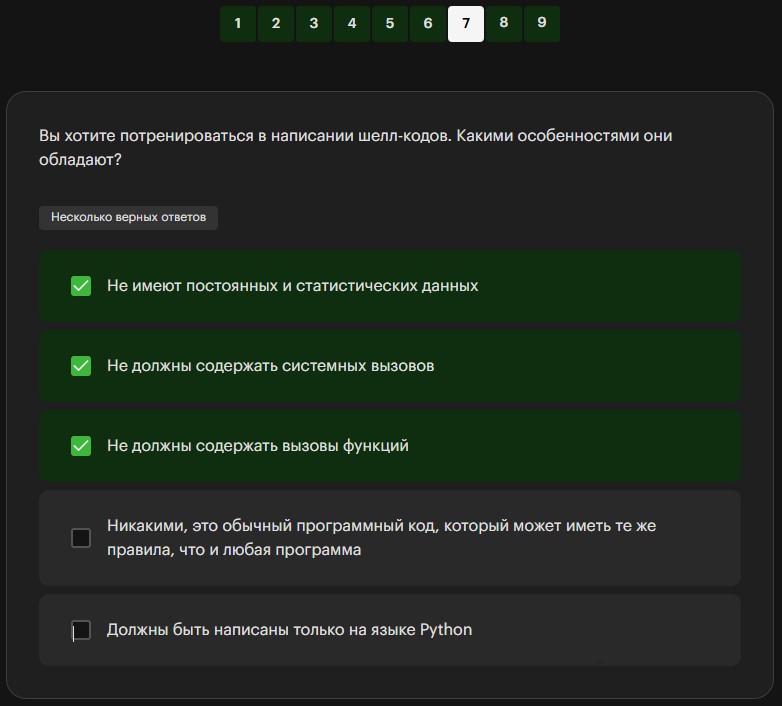 1 2 3 4 5 6 7 8 9
Вы хотите потренироваться в написании шелл-кодов. Какими особенностями они
обладают?
Несколько верных ответов
Не имеют постоянных и статистических данных
Не должны содержать системных вызовов
Не должны содержать вызовы функций
Никакими, это обычный программный код, который может иметь те же
правила, что и любая программа
Должны быть написаны только на языке Python